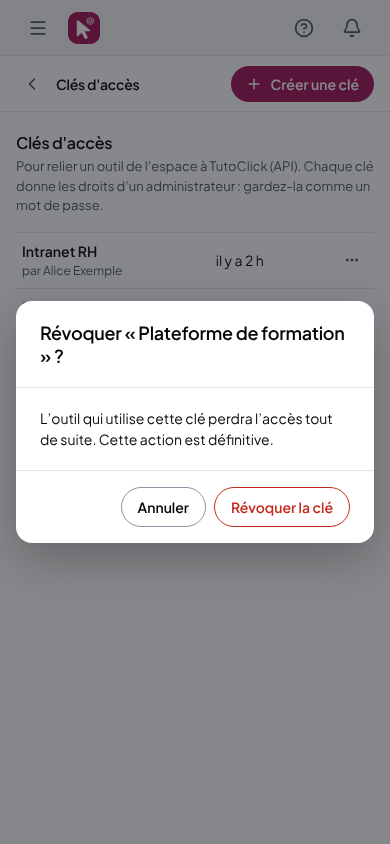 Clés d'accès
Créer une clé
Clés d'accès
Pour relier un outil de l'espace à TutoClick (API). Chaque clé
donne les droits d'un administrateur : gardez-la comme un
mot de passe.
Intranet RH
il y a 2 h
par Alice Exemple
Révoquer « Plateforme de formation
» ?
L'outil qui utilise cette clé perdra l'accès tout
de suite. Cette action est définitive.
Annuler
Révoquer la clé